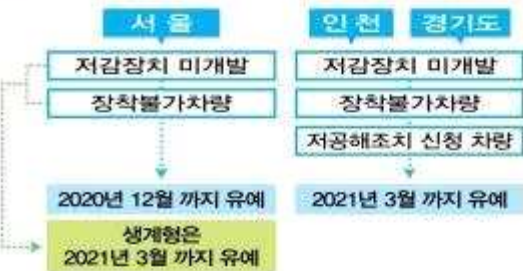 서울
저감장치 미개발
장착불가차량
2020년 12월 까지 유예
생계형은
2021년 3월 까지 유예
인천 경기도
저감장치 미개발
장착불가차량
저공해조치 신청 차량
2021년 3월 까지 유예